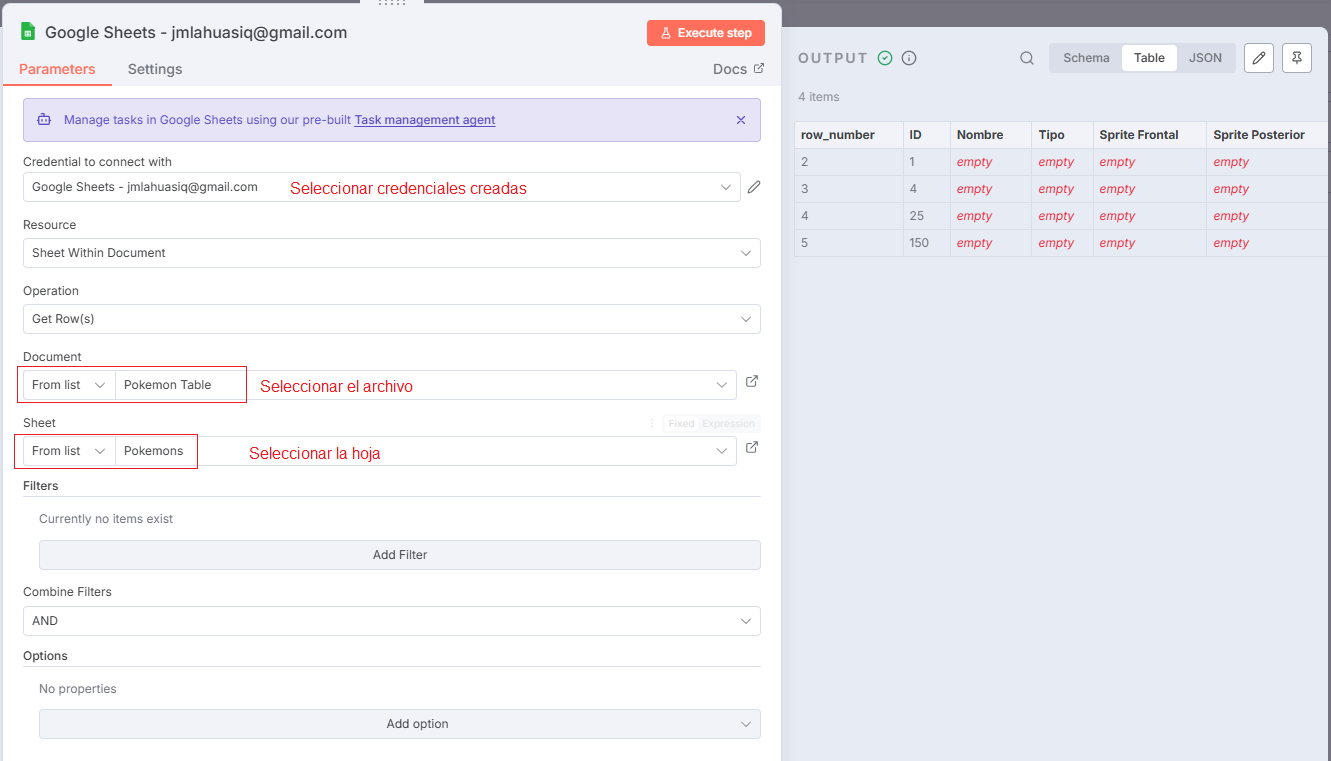 Google Sheets - jmlahuasiq@gmail.com
Execute step
Parameters Settings
Docs
Manage tasks in Google Sheets using our pre-built Task management agent
Credential to connect with
Google Sheets - jmlahuasiq@gmail.com Seleccionar credenciales creadas
Resource
Sheet Within Document
Operation
Get Row(s)
Document
From list Pokemon Table Seleccionar el archivo
Sheet
Fixed Expression
From list Pokemons Seleccionar la hoja
Filters
Currently no items exist
Add Filter
Combine Filters
AND
Options
No properties
Add option
OUTPUT
Schema Table JSON
4 items
row_number ID Nombre Tipo Sprite Frontal Sprite Posterior
2 1 empty empty empty empty
3 4 empty empty empty empty
4 25 empty empty empty empty
5 150 empty empty empty empty